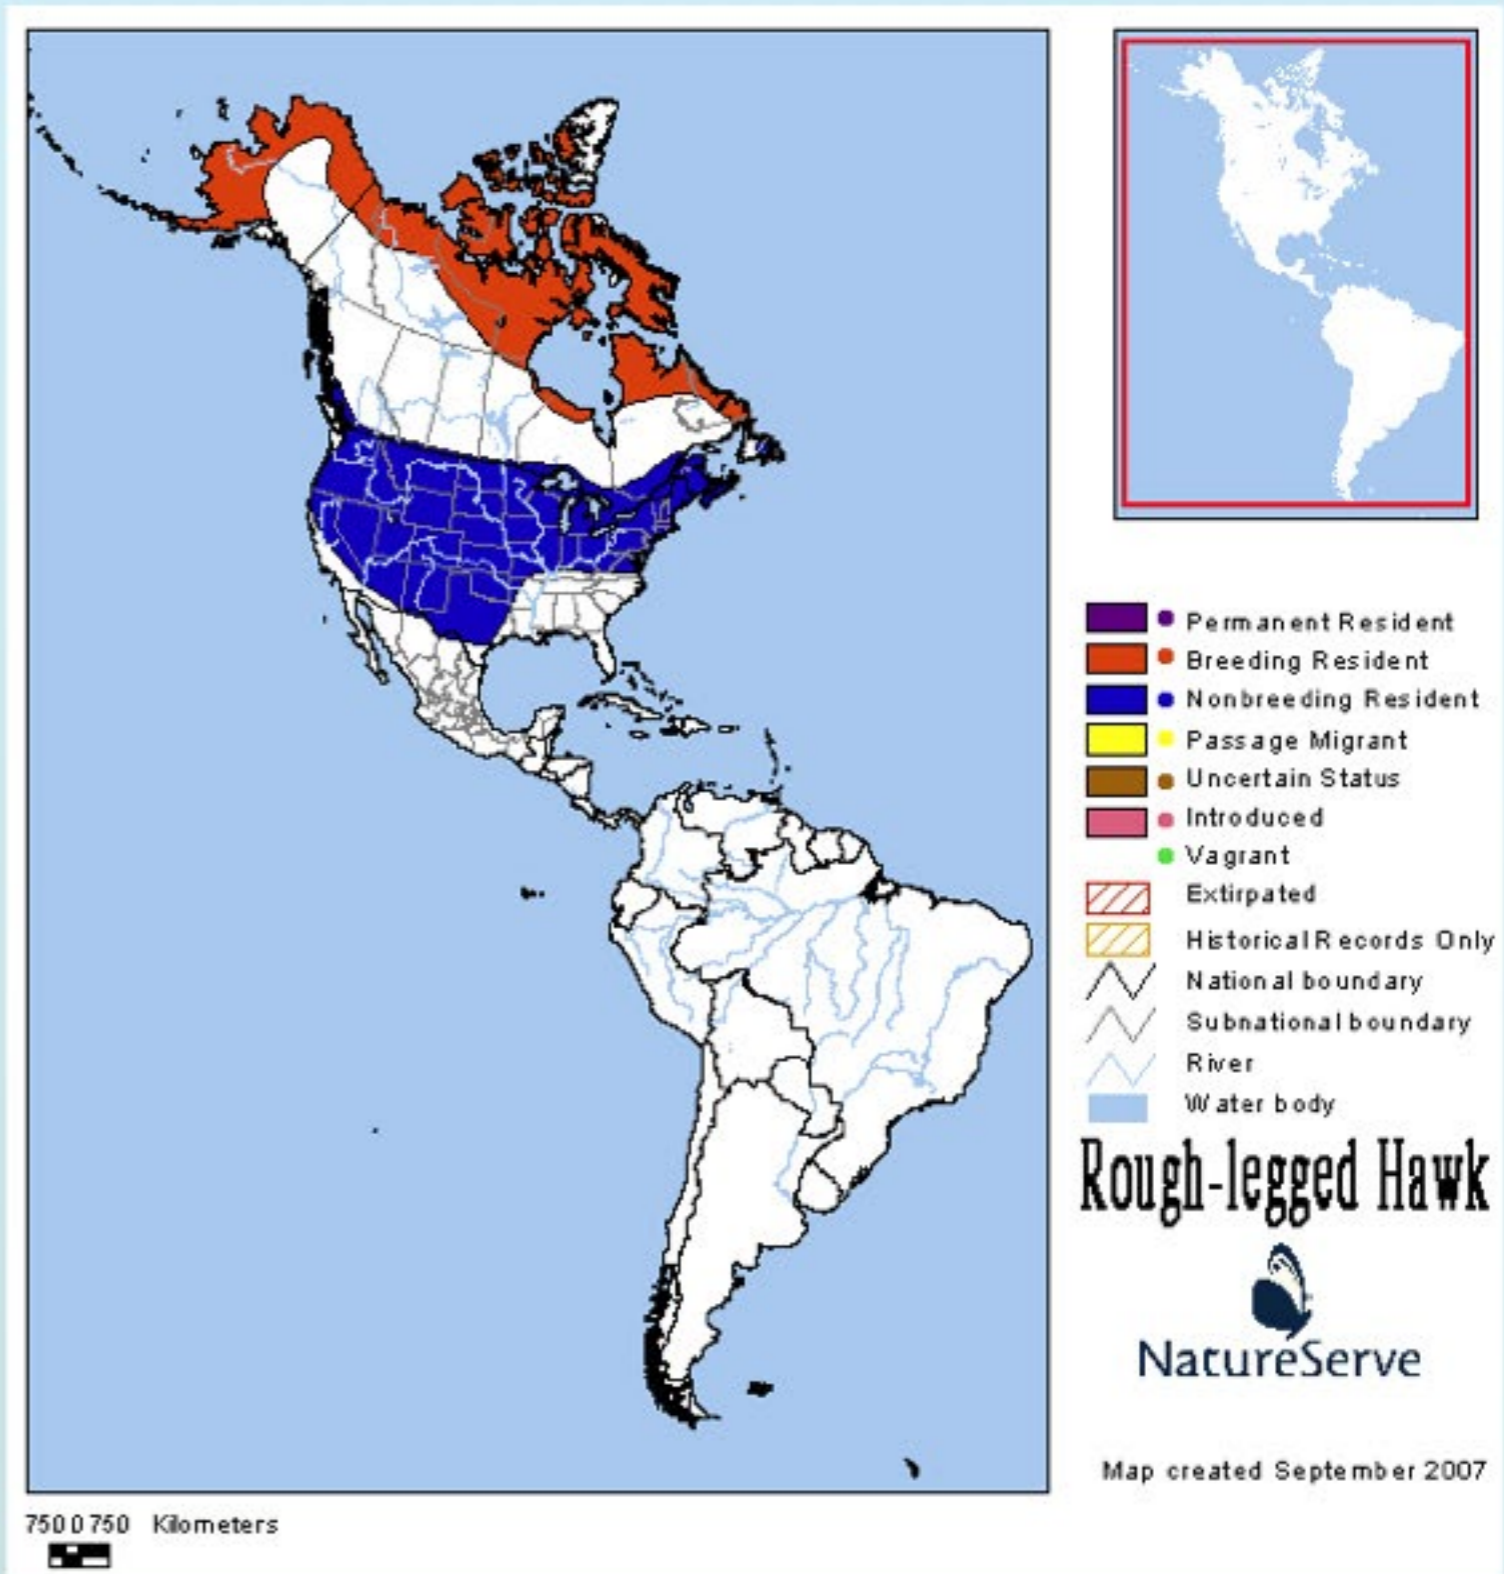 Permanent Resident
Breeding Resident
Nonbreeding Resident
Passage Migrant
Uncertain Status
Introduced
Vagrant
Extirpated
Historical Records Only
National boundary
Subnational boundary
River
Water body
Rough-legged Hawk
NatureServe
Map created September 2007
750 0 750 Kilometers